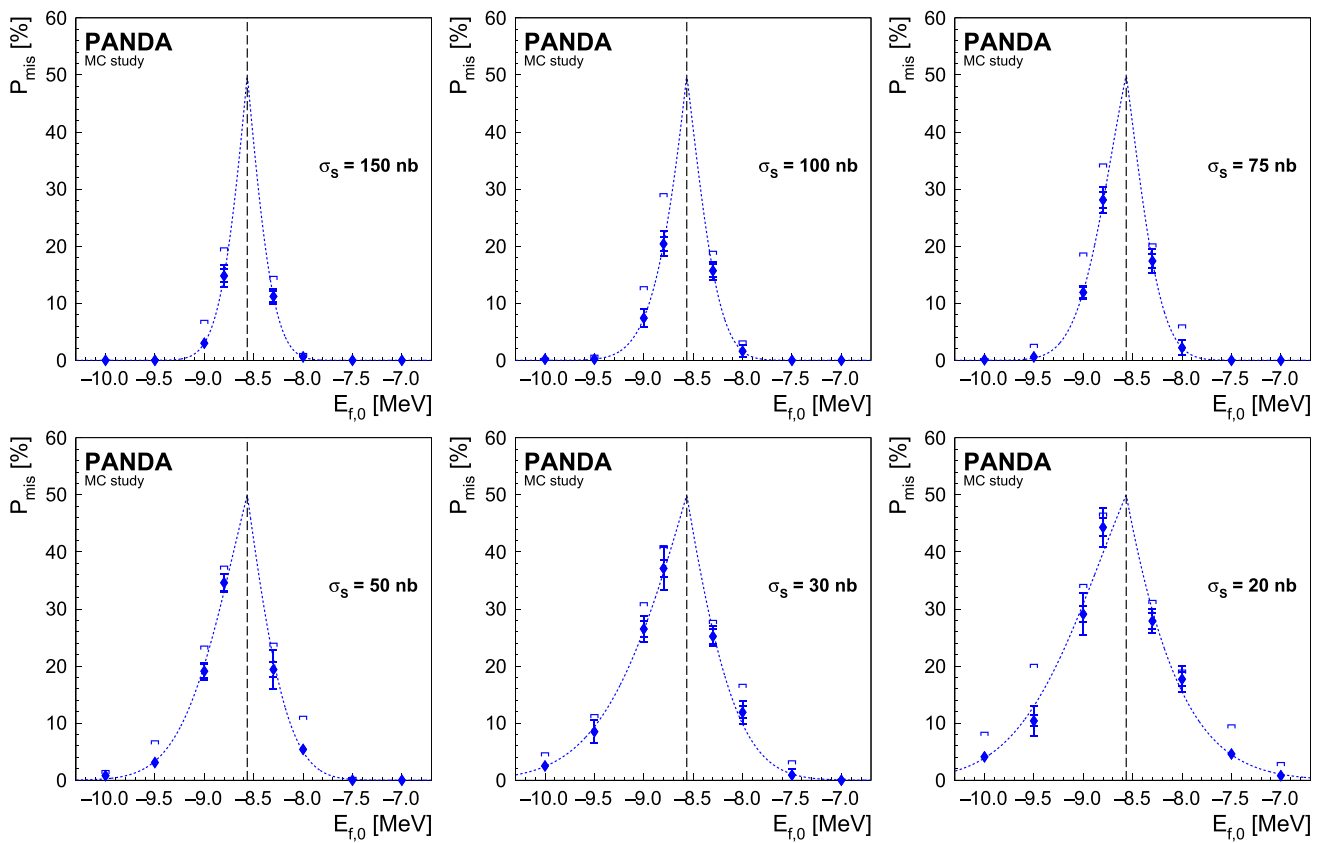 P_mis [%]
60
50
40
30
20
10
0
PANDA
MC study
σ_s = 150 nb
−10.0 −9.5 −9.0 −8.5 −8.0 −7.5 −7.0
E_f,0 [MeV]
P_mis [%]
60
50
40
30
20
10
0
PANDA
MC study
σ_s = 100 nb
−10.0 −9.5 −9.0 −8.5 −8.0 −7.5 −7.0
E_f,0 [MeV]
P_mis [%]
60
50
40
30
20
10
0
PANDA
MC study
σ_s = 75 nb
−10.0 −9.5 −9.0 −8.5 −8.0 −7.5 −7.0
E_f,0 [MeV]
P_mis [%]
60
50
40
30
20
10
0
PANDA
MC study
σ_s = 50 nb
−10.0 −9.5 −9.0 −8.5 −8.0 −7.5 −7.0
E_f,0 [MeV]
P_mis [%]
60
50
40
30
20
10
0
PANDA
MC study
σ_s = 30 nb
−10.0 −9.5 −9.0 −8.5 −8.0 −7.5 −7.0
E_f,0 [MeV]
P_mis [%]
60
50
40
30
20
10
0
PANDA
MC study
σ_s = 20 nb
−10.0 −9.5 −9.0 −8.5 −8.0 −7.5 −7.0
E_f,0 [MeV]